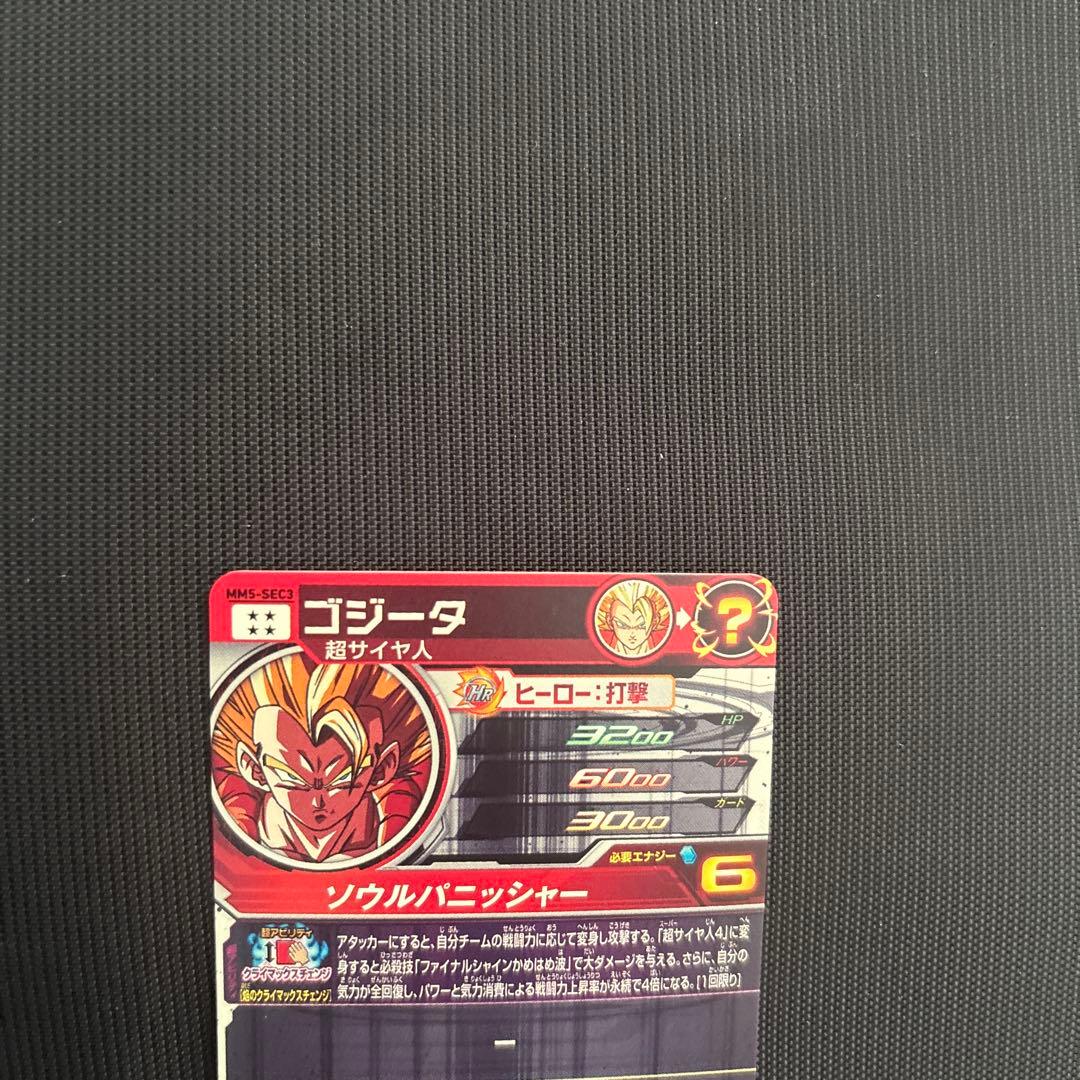 MM5-SEC3
ゴジータ
超サイヤ人
?
HR ヒーロー:打撃
HP
3200
パワー
6000
カード
3000
必要エナジー 6
ソウルパニッシャー
超アビリティ
クライマックスチェンジ
[焔のクライマックスチェンジ]
アタッカーにすると、自分チームの戦闘力に応じて変身し攻撃する。「超サイヤ人4」に変
身すると必殺技「ファイナルシャインかめはめ波」で大ダメージを与える。さらに、自分の
気力が全回復し、パワーと気力消費による戦闘力上昇率が永続で4倍になる。[1回限り]
-